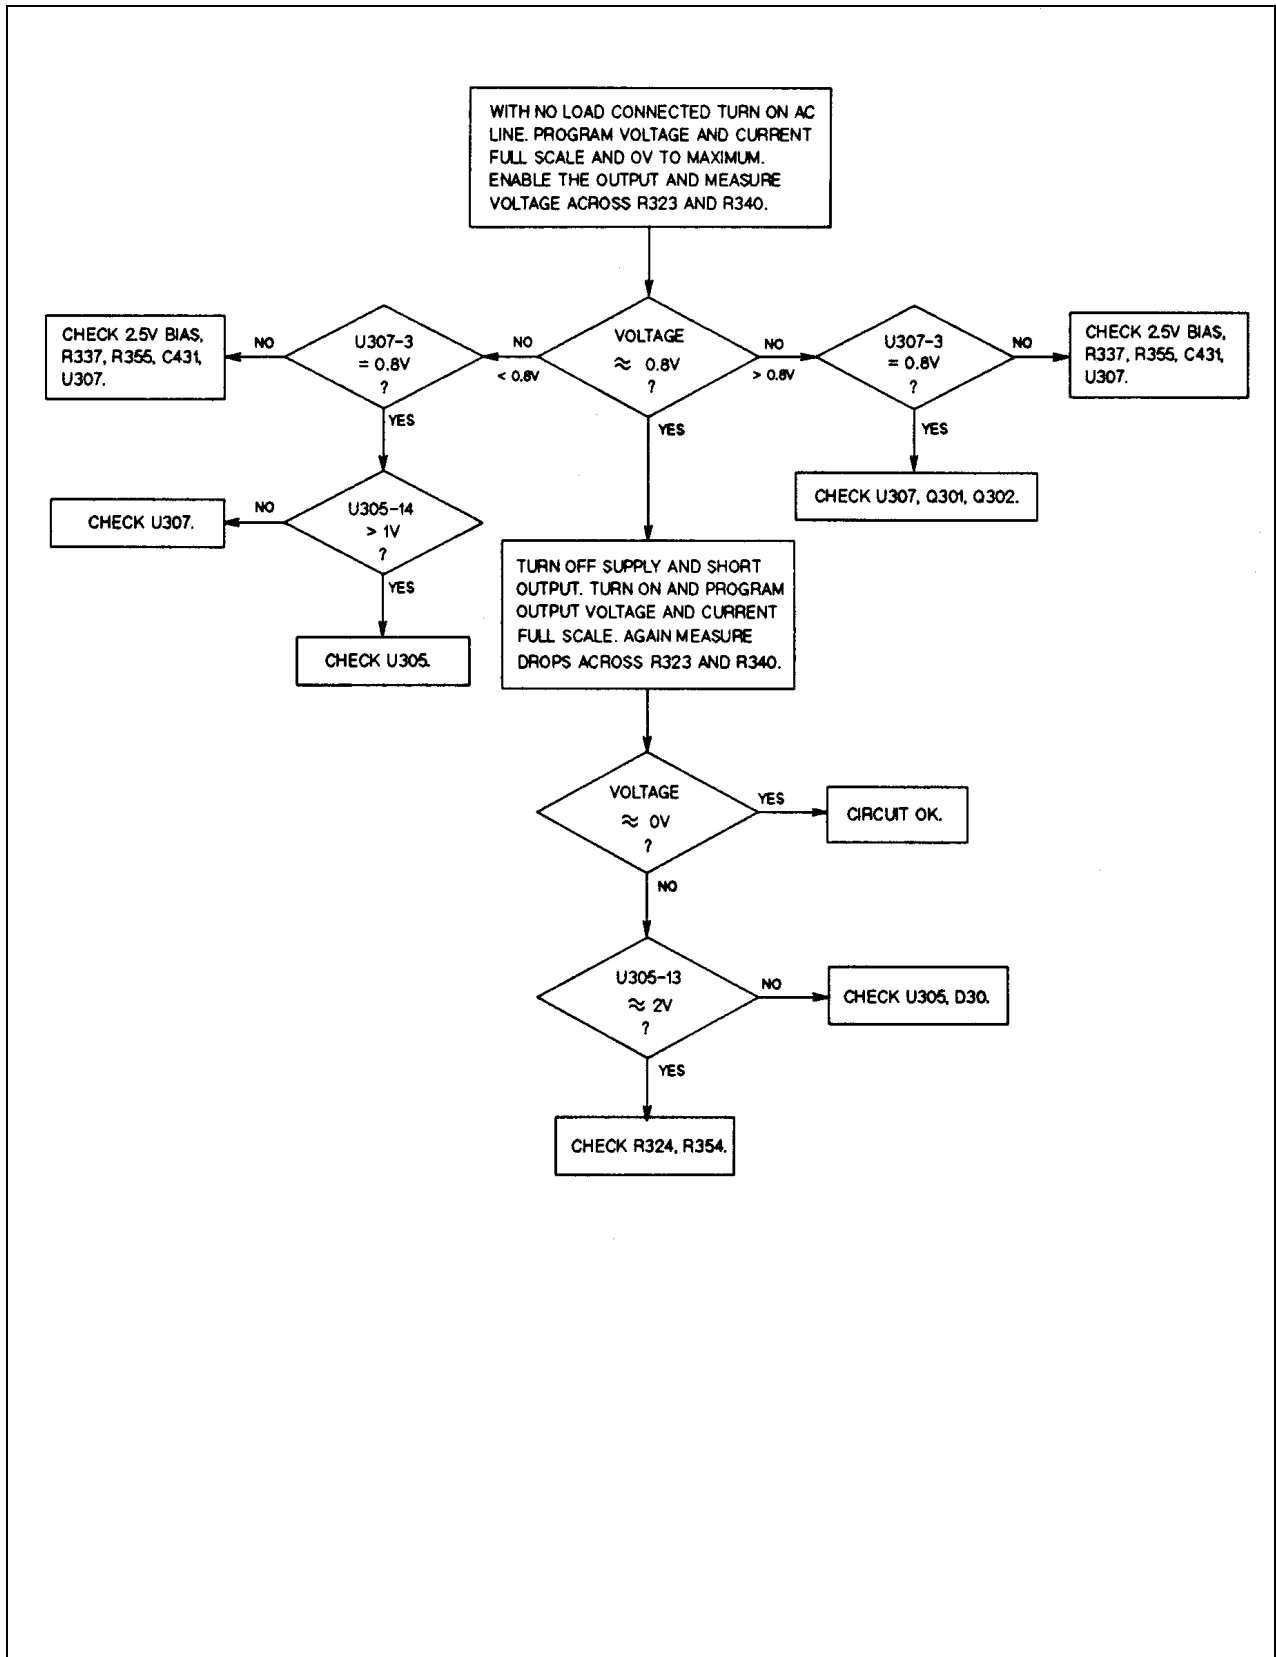 WITH NO LOAD CONNECTED TURN ON AC
LINE. PROGRAM VOLTAGE AND CURRENT
FULL SCALE AND OV TO MAXIMUM.
ENABLE THE OUTPUT AND MEASURE
VOLTAGE ACROSS R323 AND R340.
CHECK 2.5V BIAS,
R337, R355, C431,
U307.
NO
U307-3
= 0.8V
?
NO
< 0.8V
VOLTAGE
≈ 0.8V
?
NO
> 0.8V
U307-3
= 0.8V
?
NO
CHECK 2.5V BIAS,
R337, R355, C431,
U307.
YES
YES
YES
CHECK U307.
NO
U305-14
> 1V
?
CHECK U307, Q301, Q302.
YES
CHECK U305.
TURN OFF SUPPLY AND SHORT
OUTPUT. TURN ON AND PROGRAM
OUTPUT VOLTAGE AND CURRENT
FULL SCALE. AGAIN MEASURE
DROPS ACROSS R323 AND R340.
VOLTAGE
≈ 0V
?
YES
CIRCUIT OK.
NO
U305-13
≈ 2V
?
NO
CHECK U305, D30.
YES
CHECK R324, R354.